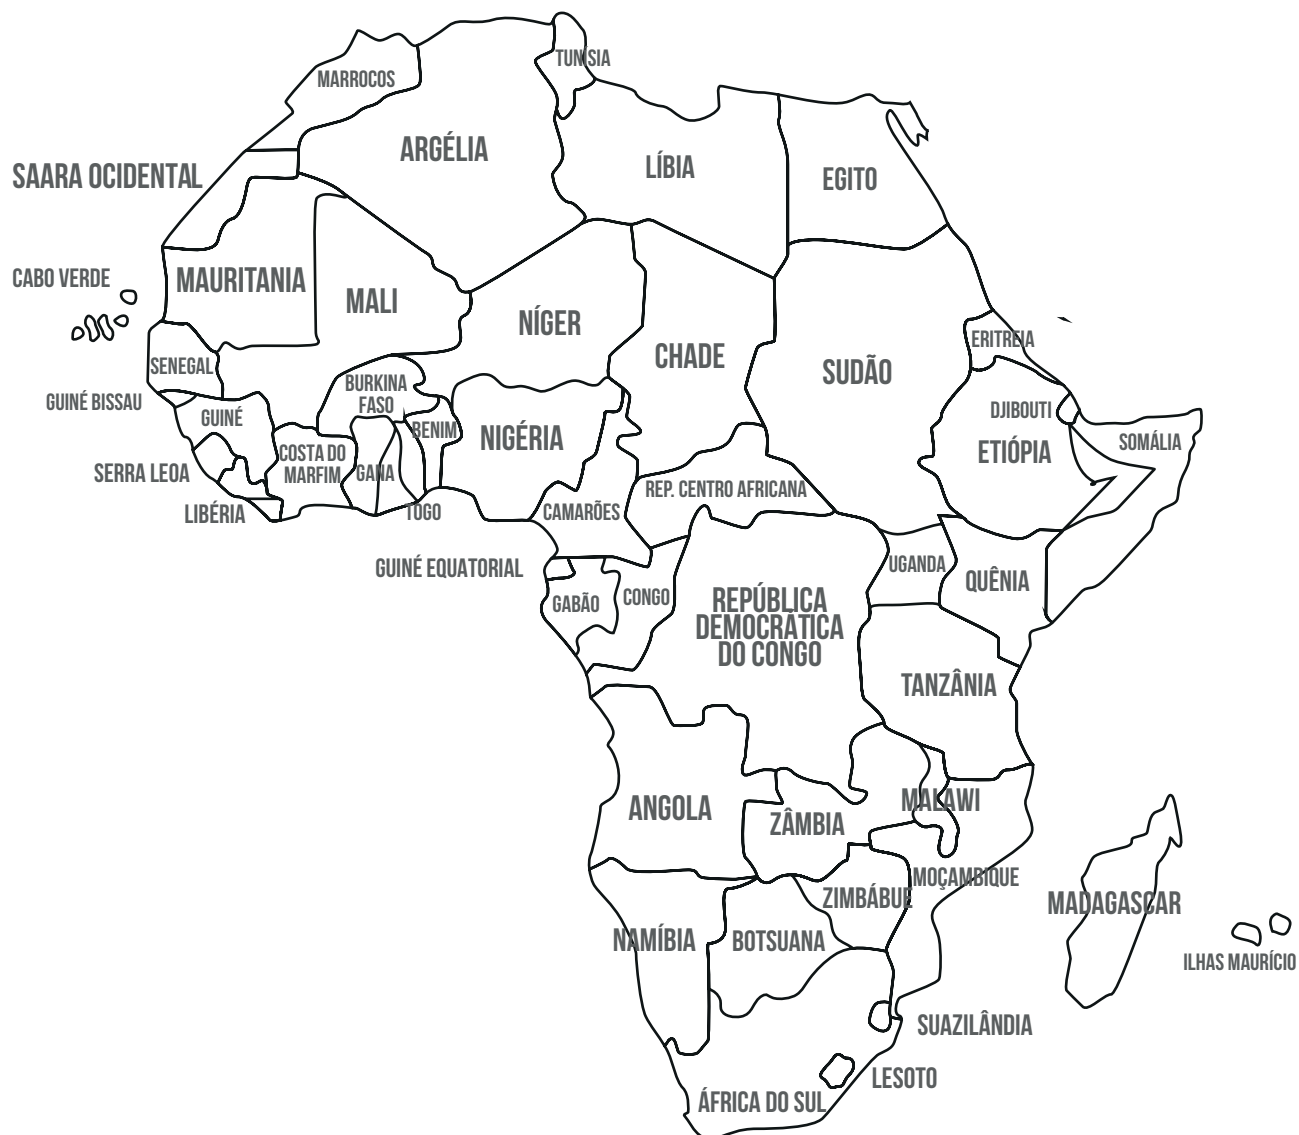 TUNISIA
MARROCOS
ARGÉLIA
LÍBIA
EGITO
SAARA OCIDENTAL
CABO VERDE
MAURITANIA
MALI
NÍGER
CHADE
SUDÃO
ERITREIA
SENEGAL
BURKINA
FASO
GUINÉ BISSAU
GUINÉ
BENIM
NIGÉRIA
DJIBOUTI
ETIÓPIA
SOMÁLIA
COSTA DO
MARFIM
GANA
SERRA LEOA
REP. CENTRO AFRICANA
LIBÉRIA
TOGO
CAMARÕES
GUINÉ EQUATORIAL
UGANDA
QUÊNIA
GABÃO
CONGO
REPÚBLICA
DEMOCRÁTICA
DO CONGO
TANZÂNIA
ANGOLA
ZÂMBIA
MALAWI
MOÇAMBIQUE
ZIMBÁBUE
MADAGASCAR
NAMÍBIA
BOTSUANA
ILHAS MAURÍCIO
SUAZILÂNDIA
LESOTO
ÁFRICA DO SUL